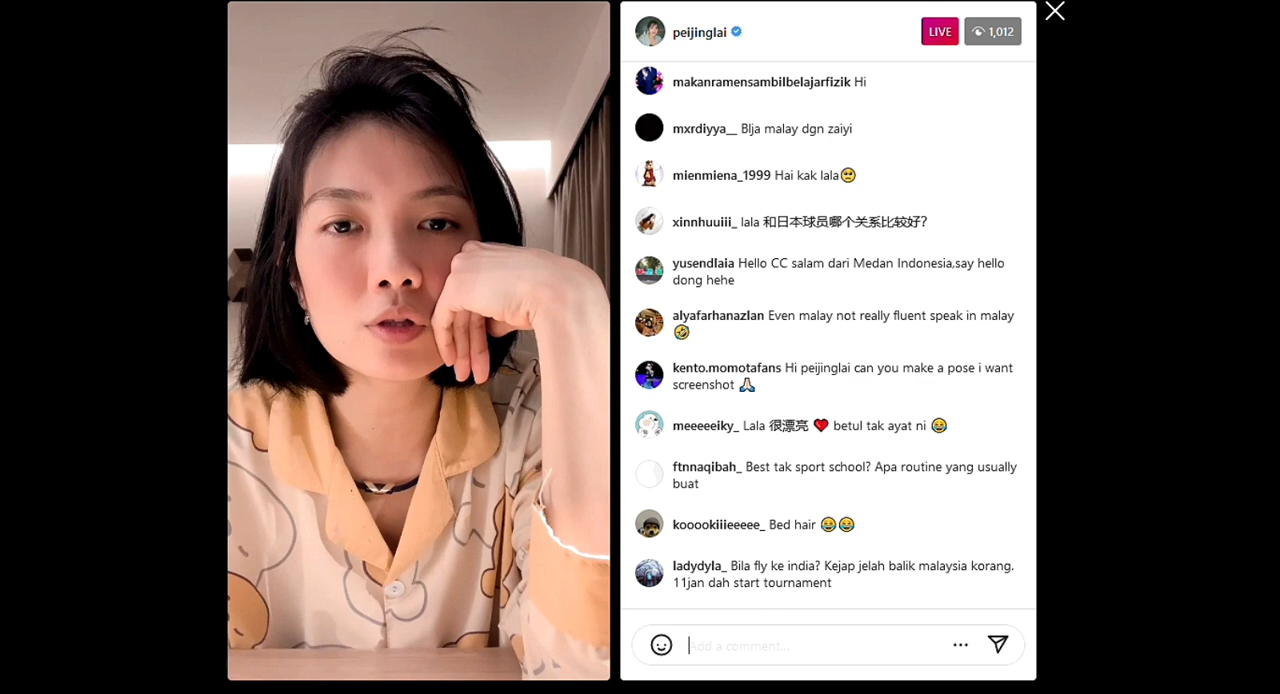 peijinglai
LIVE
1,012
makanramensambilbelajarfizik Hi
mxrdiyya__ Blja malay dgn zaiyi
mienmiena_1999 Hai kak lala🥺
xinnhuuiii_ lala 和日本球员哪个关系比较好?
yusendlaia Hello CC salam dari Medan Indonesia,say hello
dong hehe
alyafarhanazlan Even malay not really fluent speak in malay
🤣
kento.momotafans Hi peijinglai can you make a pose i want
screenshot 🙏🏻
meeeeeiky_ Lala 很漂亮 ❤️ betul tak ayat ni 😂
ftnnaqibah_ Best tak sport school? Apa routine yang usually
buat
kooookiiieeeee_ Bed hair 😂😂
ladydyla_ Bila fly ke india? Kejap jelah balik malaysia korang.
11jan dah start tournament
Add a comment...